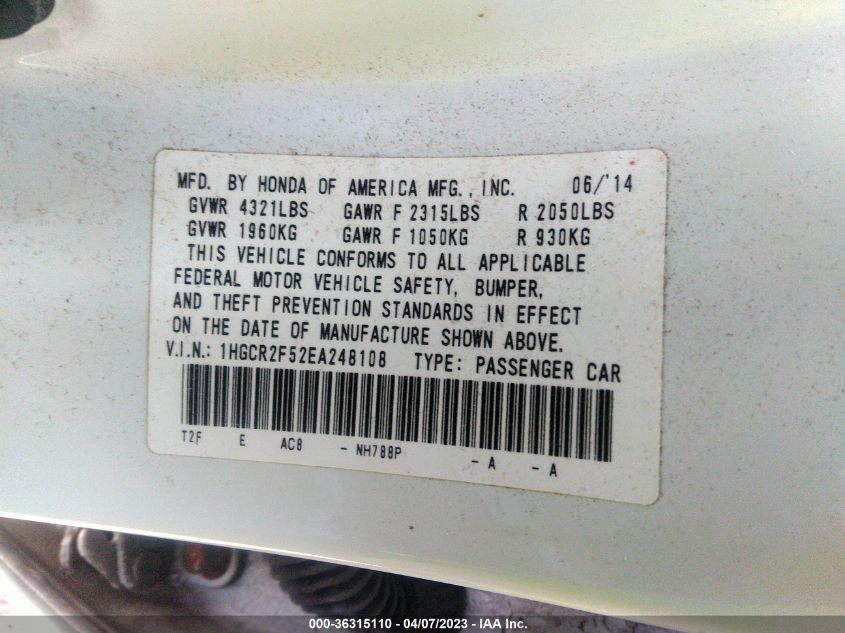 MFD. BY HONDA OF AMERICA MFG., INC. 06/'14
GVWR 4321LBS GAWR F 2315LBS R 2050LBS
GVWR 1960KG GAWR F 1050KG R 930KG
THIS VEHICLE CONFORMS TO ALL APPLICABLE
FEDERAL MOTOR VEHICLE SAFETY, BUMPER,
AND THEFT PREVENTION STANDARDS IN EFFECT
ON THE DATE OF MANUFACTURE SHOWN ABOVE.
V.I.N.: 1HGCR2F52EA248108 TYPE: PASSENGER CAR
T2F E AC8 - NH788P - A - A
000-36315110 - 04/07/2023 - IAA Inc.